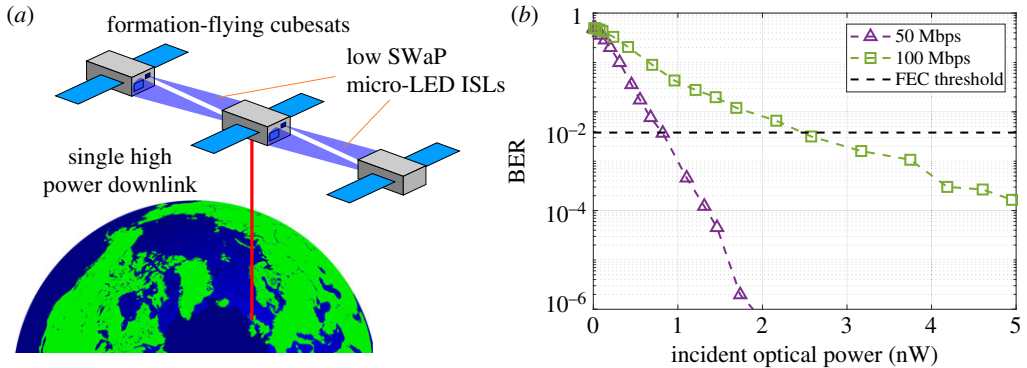 (a)
formation-flying cubesats
low SWaP
micro-LED ISLs
single high
power downlink
(b)
1
10⁻²
10⁻⁴
10⁻⁶
BER
50 Mbps
100 Mbps
FEC threshold
0 1 2 3 4 5
incident optical power (nW)